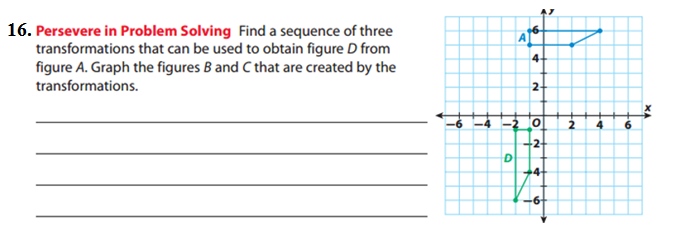 16. Persevere in Problem Solving Find a sequence of three
transformations that can be used to obtain figure D from
figure A. Graph the figures B and C that are created by the
transformations.
y
A
6
4
2
x
−6 −4 −2 O 2 4 6
−2
D
−4
−6